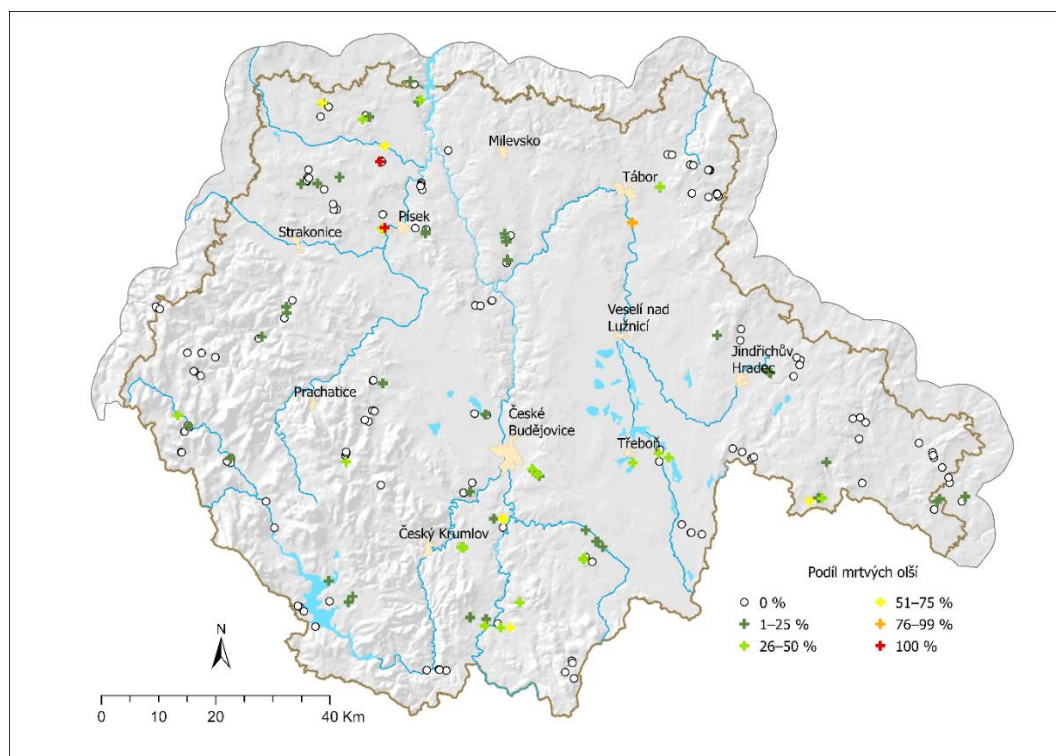 Milevsko
Tábor
Písek
Strakonice
Veselí nad
Lužnicí
Jindřichův
Hradec
Prachatice
České
Budějovice
Třeboň
Český Krumlov
Podíl mrtvých olší
0 %
1–25 %
26–50 %
51–75 %
76–99 %
100 %
N
0 10 20 40 Km